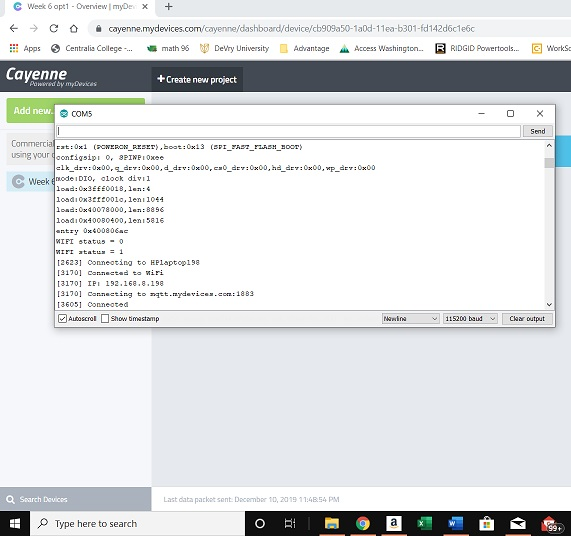 Week 6 opt1 - Overview | myDev
cayenne.mydevices.com/cayenne/dashboard/device/cb909a50-1a0d-11ea-b301-fd142d6c1e6c
Apps
Centralia College -...
math 96
DeVry University
Advantage
Access Washington...
RIDGID Powertools...
WorkSo
Cayenne
Powered by myDevices
+ Create new project
Add new.
Commercial
using your
Week 6
COM5
Send
rst:0x1 (POWERON_RESET),boot:0x13 (SPI_FAST_FLASH_BOOT)
configsip: 0, SPIWP:0xee
clk_drv:0x00,q_drv:0x00,d_drv:0x00,cs0_drv:0x00,hd_drv:0x00,wp_drv:0x00
mode:DIO, clock div:1
load:0x3fff0018,len:4
load:0x3fff001c,len:1044
load:0x40078000,len:8896
load:0x40080400,len:5816
entry 0x400806ac
WIFI status = 0
WIFI status = 1
[2623] Connecting to HPlaptop198
[3170] Connected to WiFi
[3170] IP: 192.168.8.198
[3170] Connecting to mqtt.mydevices.com:1883
[3605] Connected
Autoscroll
Show timestamp
Newline
115200 baud
Clear output
Search Devices
Last data packet sent: December 10, 2019 11:48:54 PM
Type here to search
99+